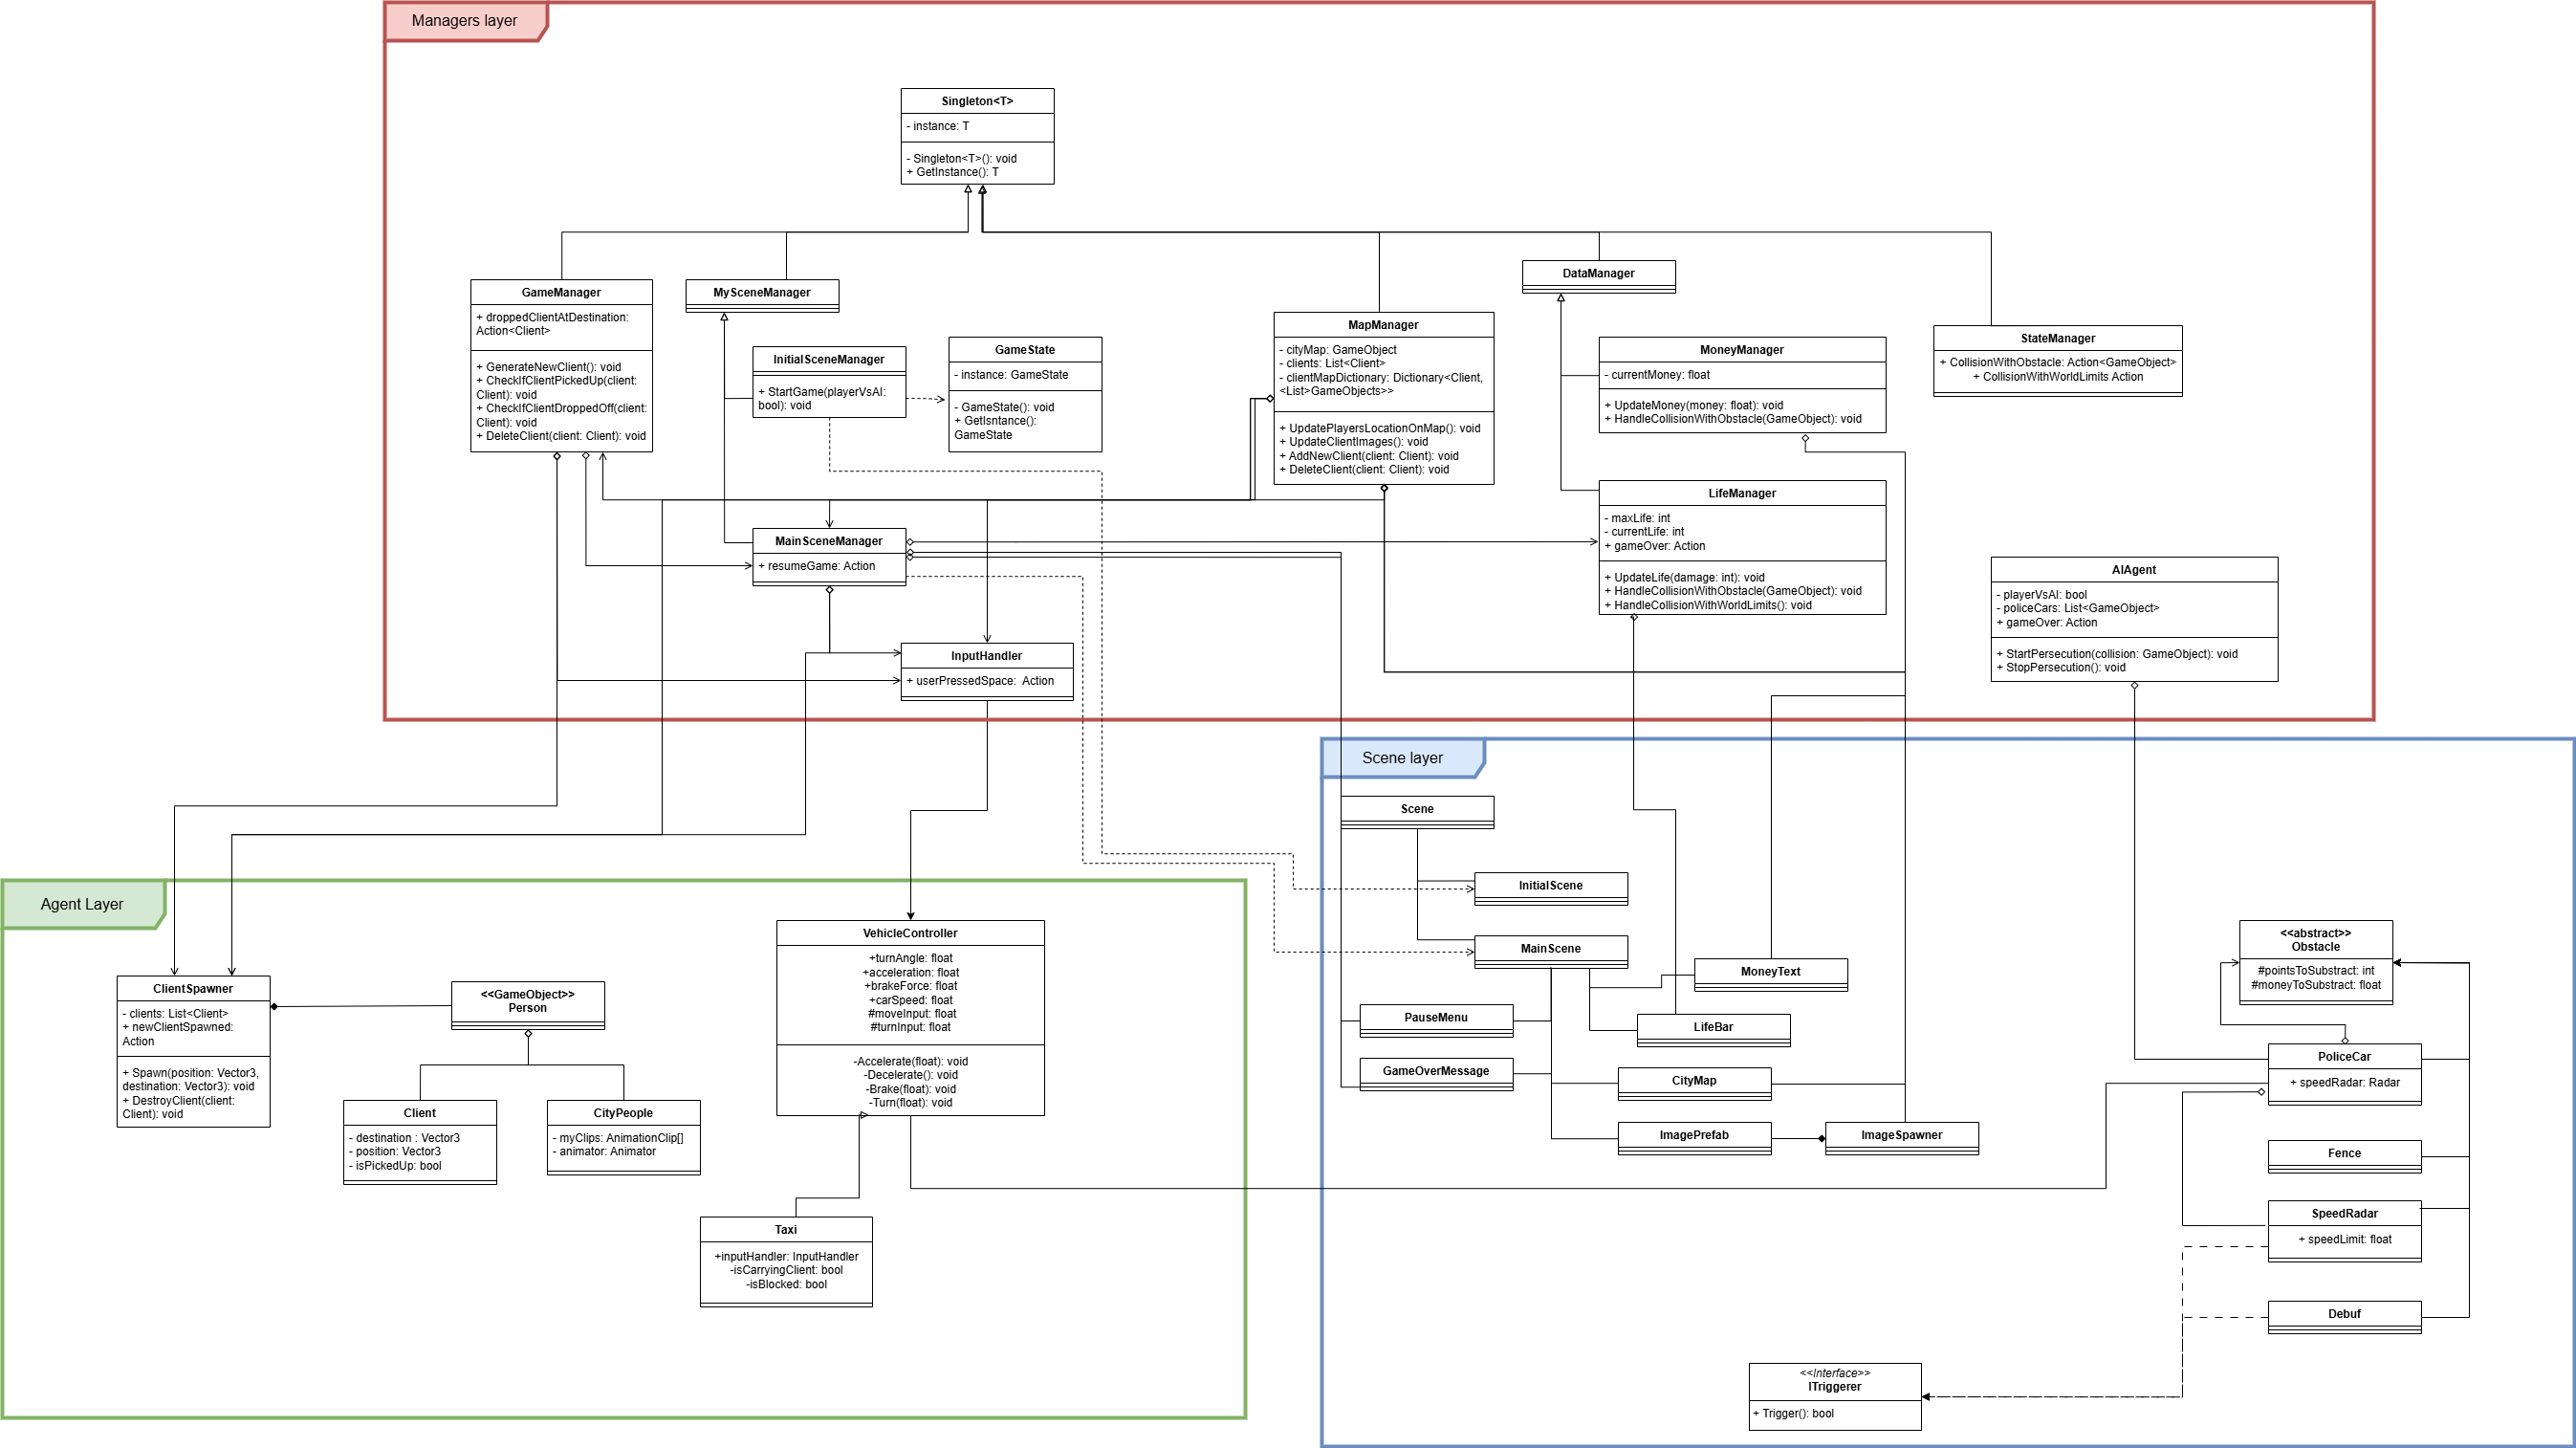 Managers layer
Singleton<T>
- instance: T
- Singleton<T>(): void
+ GetInstance(): T
GameManager
+ droppedClientAtDestination:
Action<Client>
+ GenerateNewClient(): void
+ CheckIfClientPickedUp(client:
Client): void
+ CheckIfClientDroppedOff(client:
Client): void
+ DeleteClient(client: Client): void
MySceneManager
InitialSceneManager
+ StartGame(playerVsAI:
bool): void
GameState
- instance: GameState
- GameState(): void
+ GetIsntance():
GameState
MapManager
- cityMap: GameObject
- clients: List<Client>
- clientMapDictionary: Dictionary<Client,
<List>GameObjects>>
+ UpdatePlayersLocationOnMap(): void
+ UpdateClientImages(): void
+ AddNewClient(client: Client): void
+ DeleteClient(client: Client): void
DataManager
MoneyManager
- currentMoney: float
+ UpdateMoney(money: float): void
+ HandleCollisionWithObstacle(GameObject): void
StateManager
+ CollisionWithObstacle: Action<GameObject>
+ CollisionWithWorldLimits Action
LifeManager
- maxLife: int
- currentLife: int
+ gameOver: Action
+ UpdateLife(damage: int): void
+ HandleCollisionWithObstacle(GameObject): void
+ HandleCollisionWithWorldLimits(): void
MainSceneManager
+ resumeGame: Action
AIAgent
- playerVsAI: bool
- policeCars: List<GameObject>
+ gameOver: Action
+ StartPersecution(collision: GameObject): void
+ StopPersecution(): void
InputHandler
+ userPressedSpace:  Action
Scene layer
Scene
InitialScene
MainScene
MoneyText
PauseMenu
LifeBar
GameOverMessage
CityMap
ImagePrefab
ImageSpawner
<<abstract>>
Obstacle
#pointsToSubstract: int
#moneyToSubstract: float
PoliceCar
+ speedRadar: Radar
Fence
SpeedRadar
+ speedLimit: float
Debuf
<<Interface>>
ITriggerer
+ Trigger(): bool
Agent Layer
ClientSpawner
- clients: List<Client>
+ newClientSpawned:
Action
+ Spawn(position: Vector3,
destination: Vector3): void
+ DestroyClient(client:
Client): void
<<GameObject>>
Person
Client
- destination : Vector3
- position: Vector3
- isPickedUp: bool
CityPeople
- myClips: AnimationClip[]
- animator: Animator
VehicleController
+turnAngle: float
+acceleration: float
+brakeForce: float
+carSpeed: float
#moveInput: float
#turnInput: float
-Accelerate(float): void
-Decelerate(): void
-Brake(float): void
-Turn(float): void
Taxi
+inputHandler: InputHandler
-isCarryingClient: bool
-isBlocked: bool